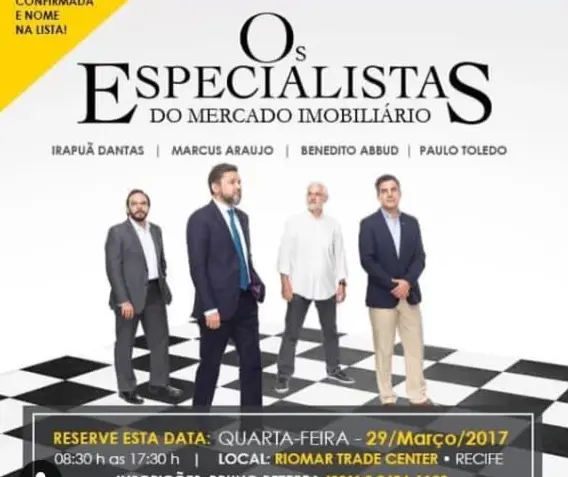 CONFIRMADA
E NOME
NA LISTA!
Os
ESPECIALISTAS
DO MERCADO IMOBILIÁRIO
IRAPUÃ DANTAS | MARCUS ARAUJO | BENEDITO ABBUD | PAULO TOLEDO
RESERVE ESTA DATA: QUARTA-FEIRA - 29/Março/2017
08:30 h as 17:30 h | LOCAL: RIOMAR TRADE CENTER • RECIFE